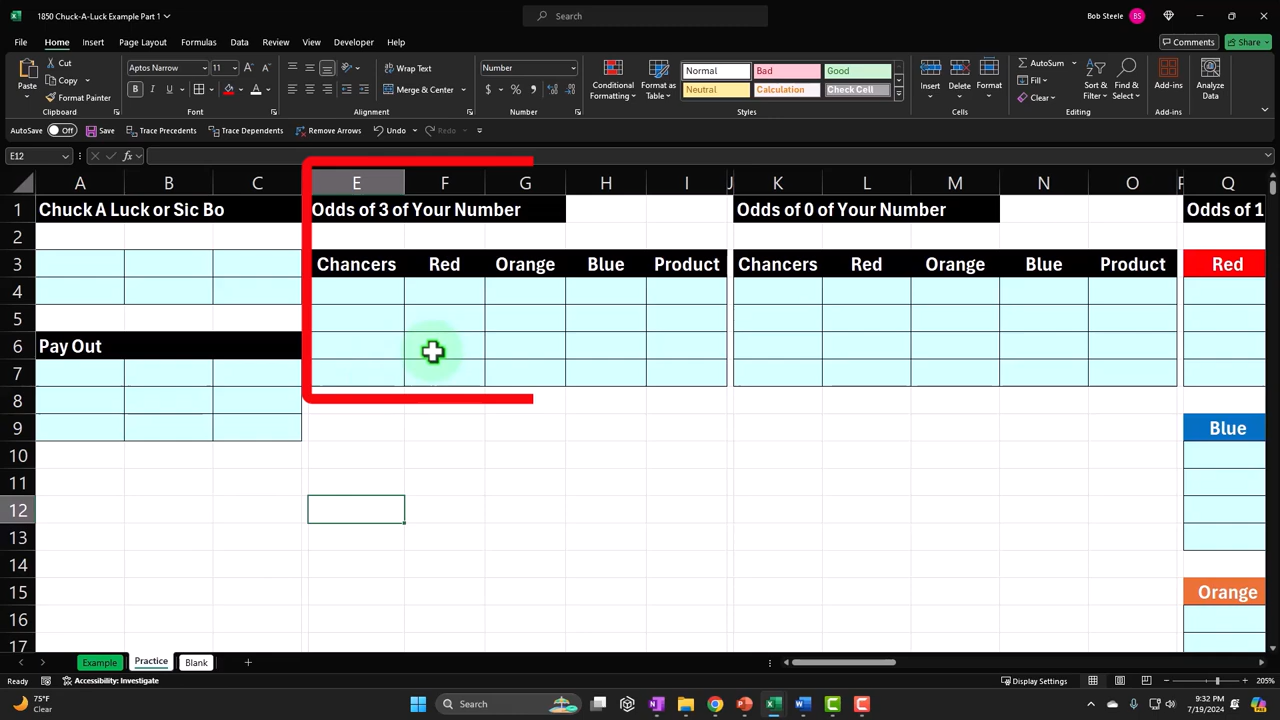 1850 Chuck-A-Luck Example Part 1
Search
Bob Steele
BS
File Home Insert Page Layout Formulas Data Review View Developer Help
Comments
Share
Paste
Cut
Copy
Format Painter
Clipboard
Aptos Narrow
11
B I U
Font
Wrap Text
Merge & Center
Alignment
Number
$ % ,
Number
Conditional Formatting
Format as Table
Normal Bad Good
Neutral Calculation Check Cell
Styles
Insert Delete Format
Cells
AutoSum
Fill
Clear
Sort & Filter
Find & Select
Editing
Add-ins
Add-ins
Analyze Data
AutoSave Off Save Trace Precedents Trace Dependents Remove Arrows Undo Redo
E12
fx
A B C E F G H I J K L M N O P Q
1 Chuck A Luck or Sic Bo Odds of 3 of Your Number Odds of 0 of Your Number Odds of 1
2
3 Chancers Red Orange Blue Product Chancers Red Orange Blue Product Red
4
5
6 Pay Out
7
8
9 Blue
10
11
12
13
14
15 Orange
16
17
Example Practice Blank
Ready
Accessibility: Investigate
Display Settings
205%
75°F
Clear
Search
9:32 PM
7/19/2024